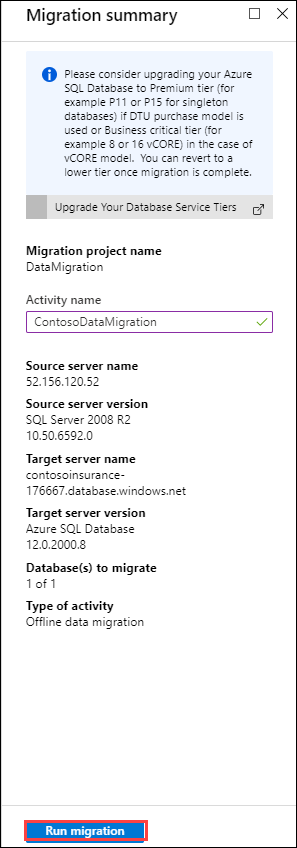 Migration summary
Please consider upgrading your Azure
SQL Database to Premium tier (for
example P11 or P15 for singleton
databases) if DTU purchase model is
used or Business critical tier (for
example 8 or 16 vCORE) in the case of
vCORE model. You can revert to a
lower tier once migration is complete.
Upgrade Your Database Service Tiers
Migration project name
DataMigration
Activity name
ContosoDataMigration
Source server name
52.156.120.52
Source server version
SQL Server 2008 R2
10.50.6592.0
Target server name
contosoinsurance-
176667.database.windows.net
Target server version
Azure SQL Database
12.0.2000.8
Database(s) to migrate
1 of 1
Type of activity
Offline data migration
Run migration